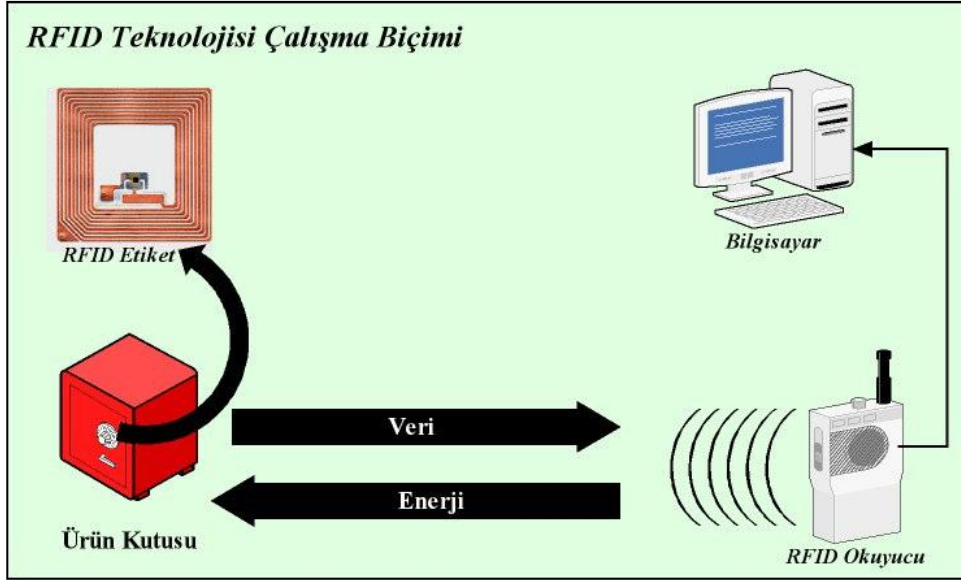 RFID Teknolojisi Çalışma Biçimi
RFID Etiket
Bilgisayar
Veri
Enerji
Ürün Kutusu
RFID Okuyucu